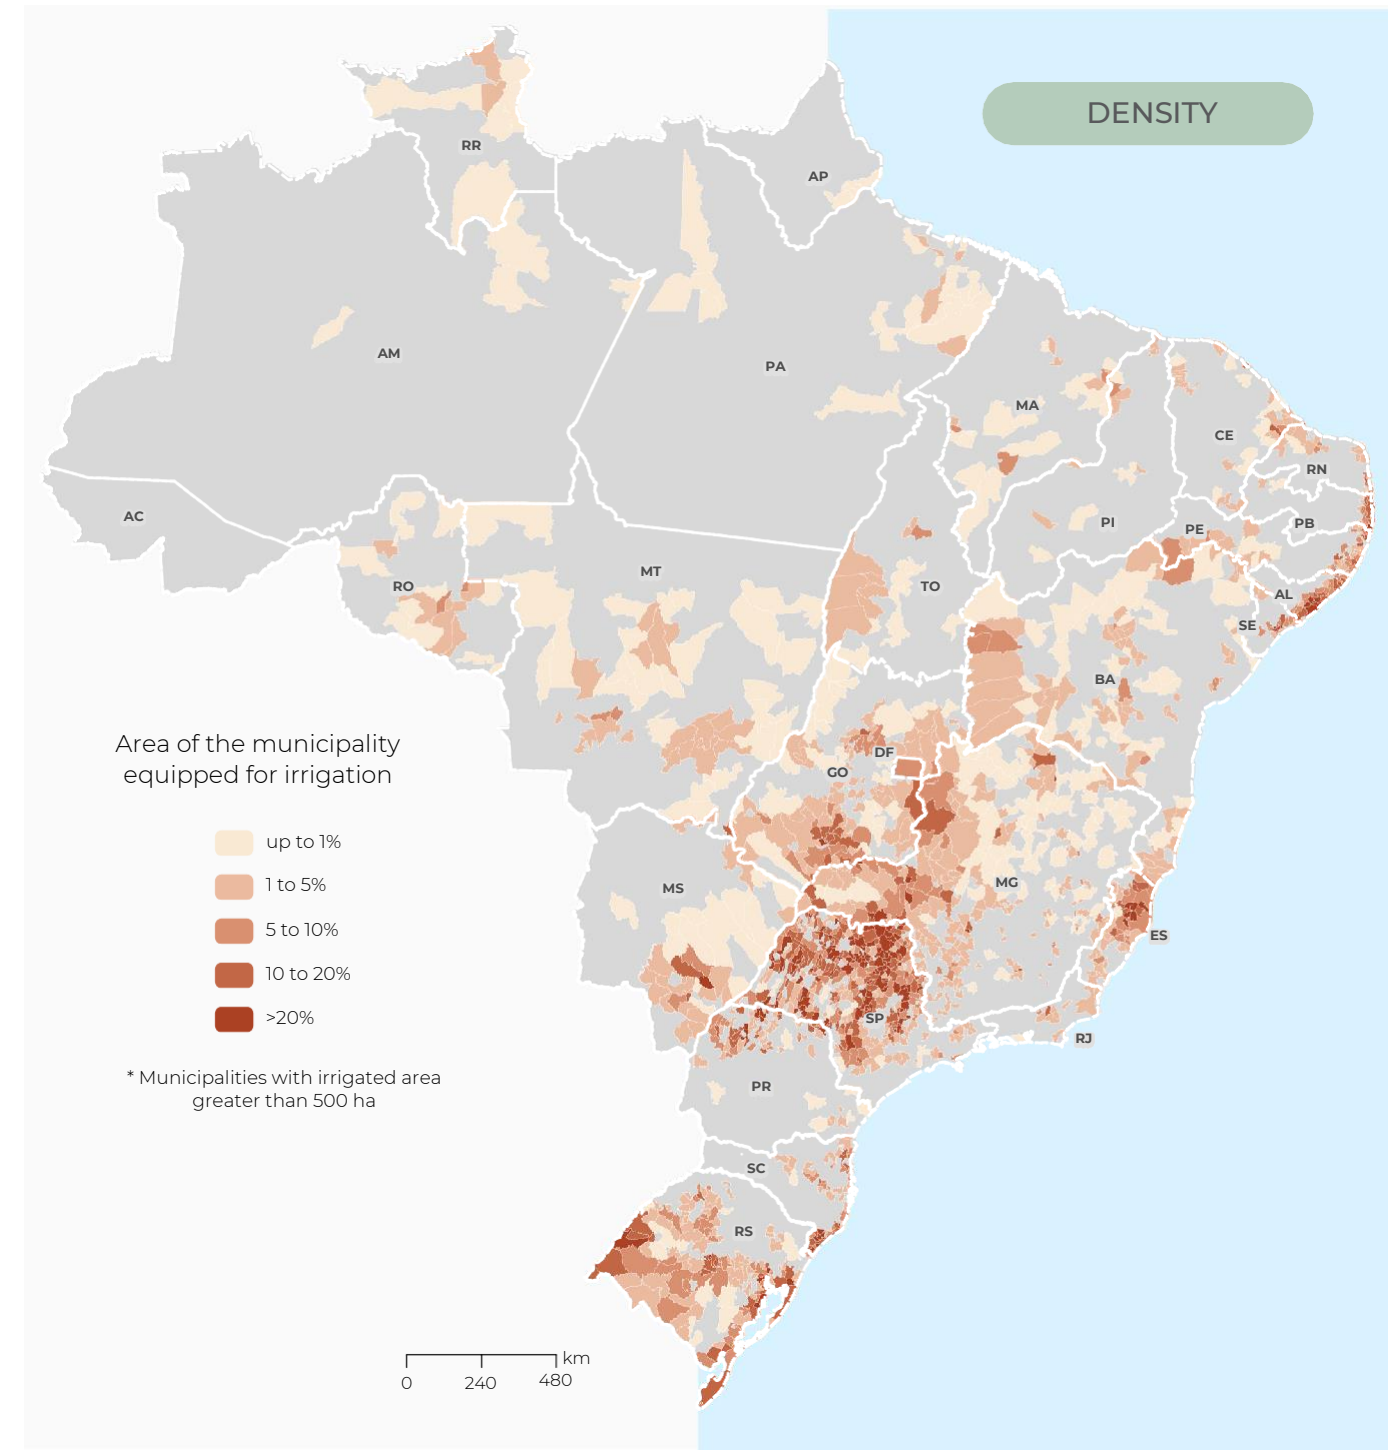 DENSITY
RR
AP
AM
PA
MA
CE
RN
AC
PI
PE
PB
MT
RO
TO
AL
SE
BA
Area of the municipality
equipped for irrigation
DF
GO
up to 1%
1 to 5%
MS
MG
5 to 10%
ES
10 to 20%
>20%
SP
RJ
* Municipalities with irrigated area
greater than 500 ha
PR
SC
RS
km
0 240 480